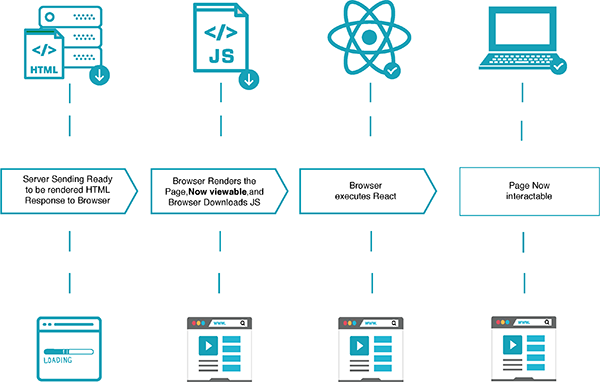 </>
HTML
</>
JS
Server Sending Ready
to be rendered HTML
Response to Browser
Browser Renders the
Page,Now viewable,and
Browser Downloads JS
Browser
executes React
Page Now
interactable
LOADING
www.
www.
www.